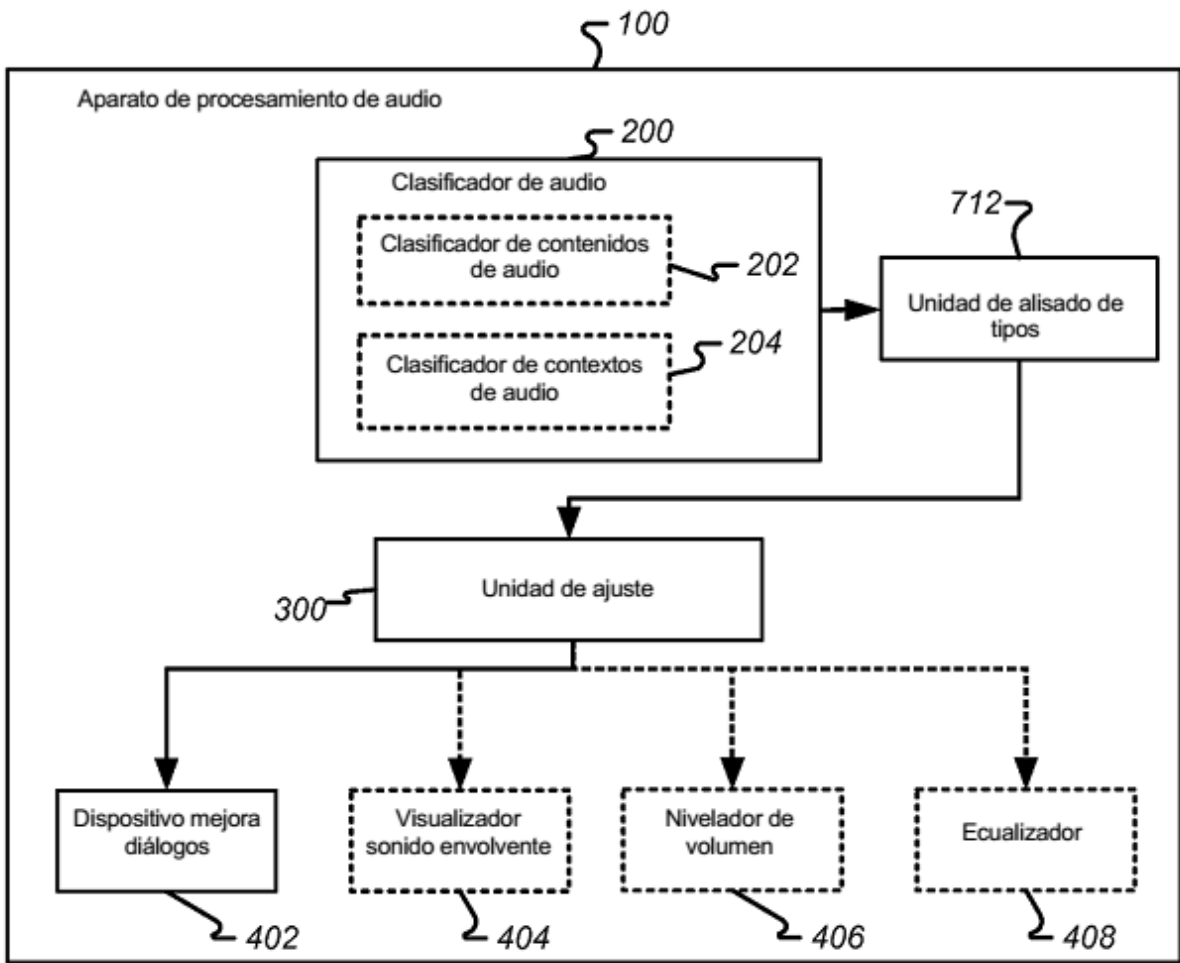 100
Aparato de procesamiento de audio
200
Clasificador de audio
Clasificador de contenidos
de audio
202
Clasificador de contextos
de audio
204
712
Unidad de alisado de
tipos
Unidad de ajuste
300
Dispositivo mejora
diálogos
402
Visualizador
sonido envolvente
404
Nivelador de
volumen
406
Ecualizador
408